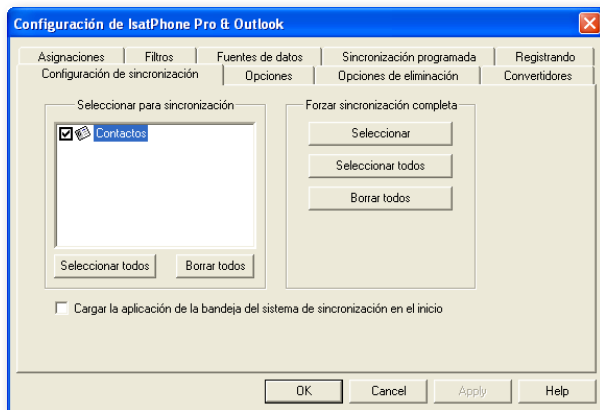 Configuración de IsatPhone Pro & Outlook
Asignaciones Filtros Fuentes de datos Sincronización programada Registrando
Configuración de sincronización Opciones Opciones de eliminación Convertidores
Seleccionar para sincronización
Contactos
Seleccionar todos Borrar todos
Forzar sincronización completa
Seleccionar
Seleccionar todos
Borrar todos
Cargar la aplicación de la bandeja del sistema de sincronización en el inicio
OK Cancel Apply Help